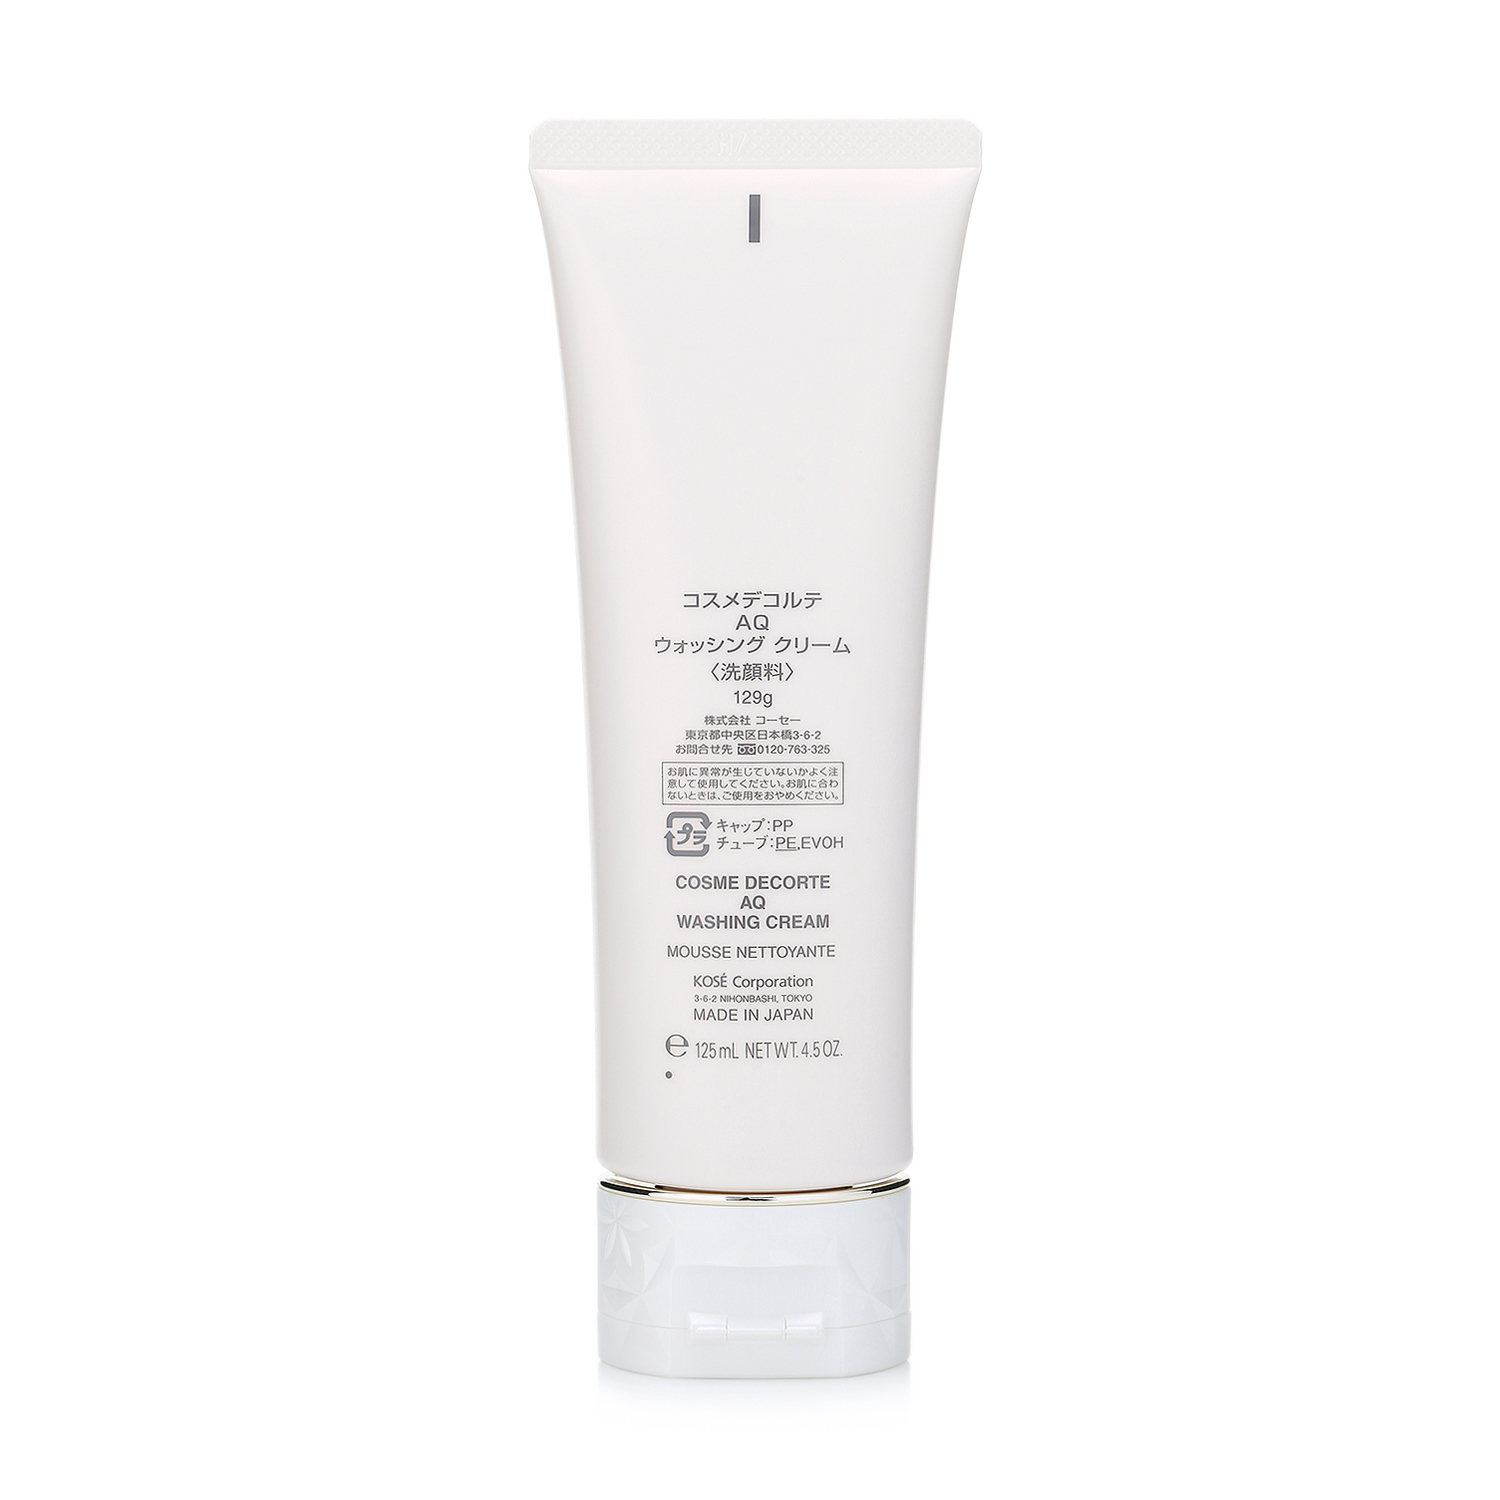 コスメデコルテ
AQ
ウォッシング クリーム
〈洗顔料〉
129g
株式会社 コーセー
東京都中央区日本橋3-6-2
お問合せ先 0120-763-325
お肌に異常が生じていないかよく注
意して使用してください。お肌に合わ
ないときは、ご使用をおやめください。
プラ キャップ:PP
チューブ:PE,EVOH
COSME DECORTE
AQ
WASHING CREAM
MOUSSE NETTOYANTE
KOSÉ Corporation
3-6-2 NIHONBASHI, TOKYO
MADE IN JAPAN
℮ 125mL NET WT. 4.5 OZ.